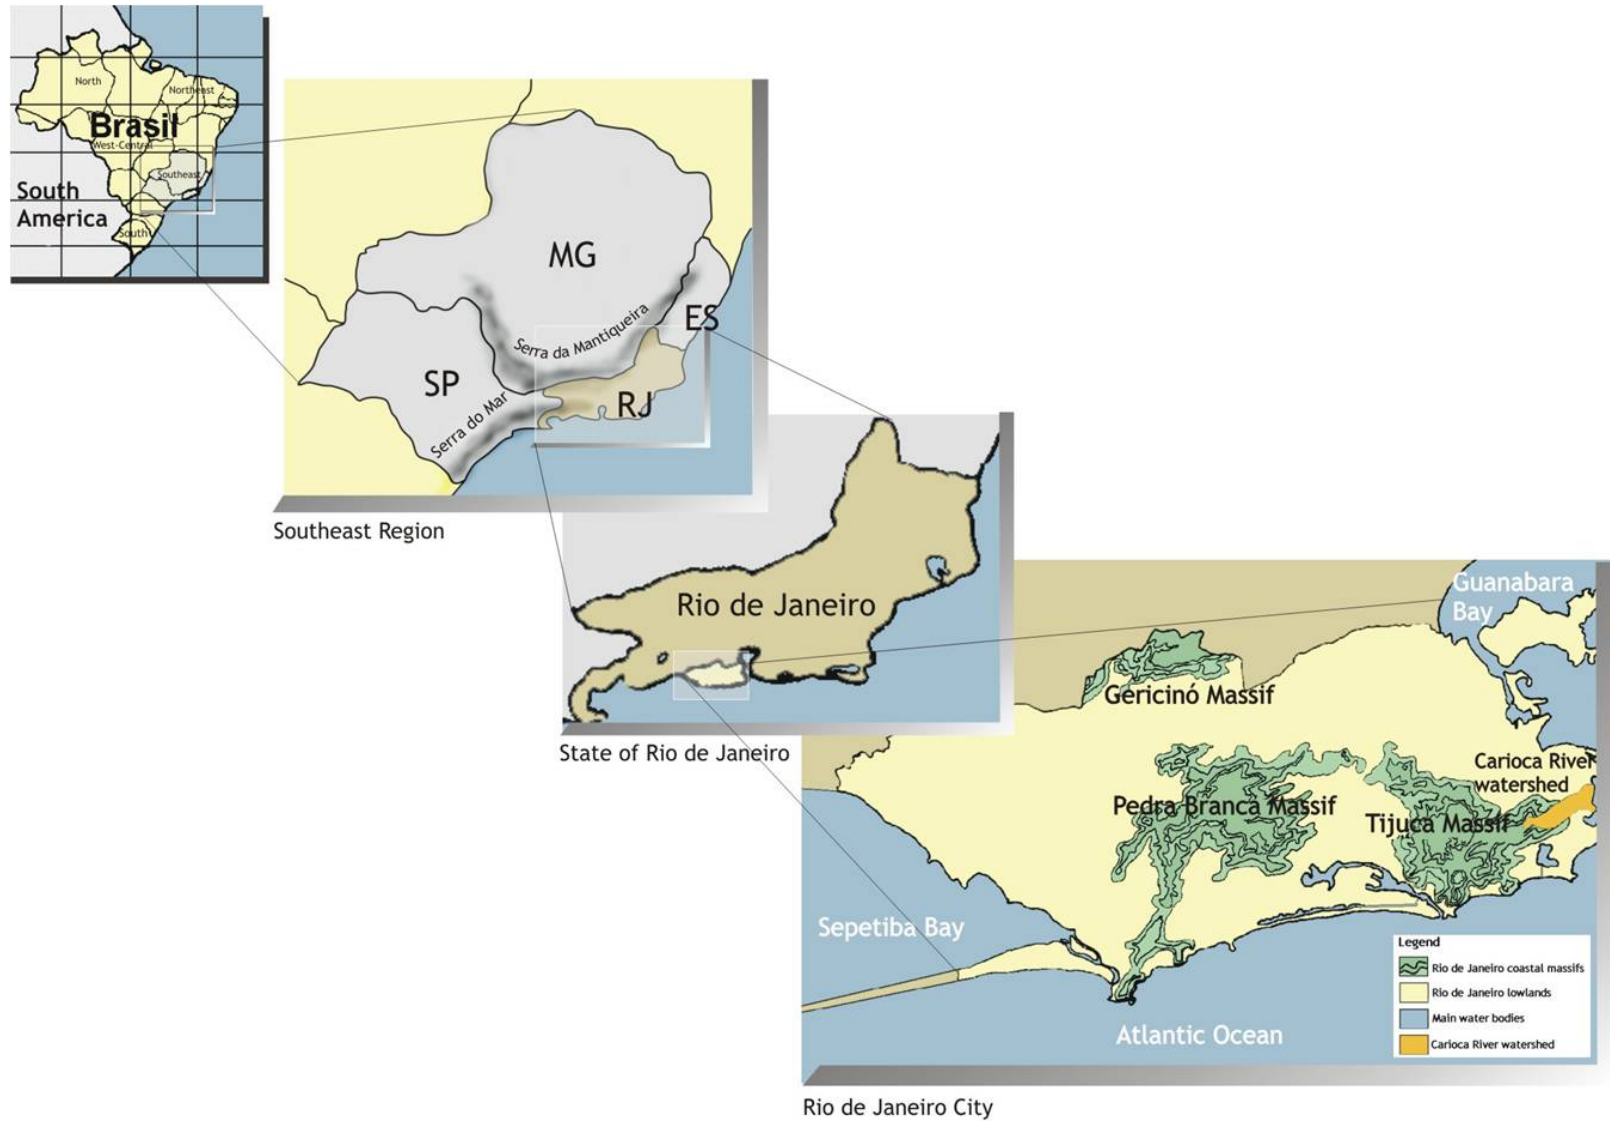 North
Northeast
Brasil
West-Central
Southeast
South
America
South
MG
ES
Serra da Mantiqueira
SP
RJ
Serra do Mar
Southeast Region
Rio de Janeiro
State of Rio de Janeiro
Guanabara
Bay
Gericinó Massif
Carioca River
watershed
Pedra Branca Massif
Tijuca Massif
Sepetiba Bay
Atlantic Ocean
Legend
Rio de Janeiro coastal massifs
Rio de Janeiro lowlands
Main water bodies
Carioca River watershed
Rio de Janeiro City